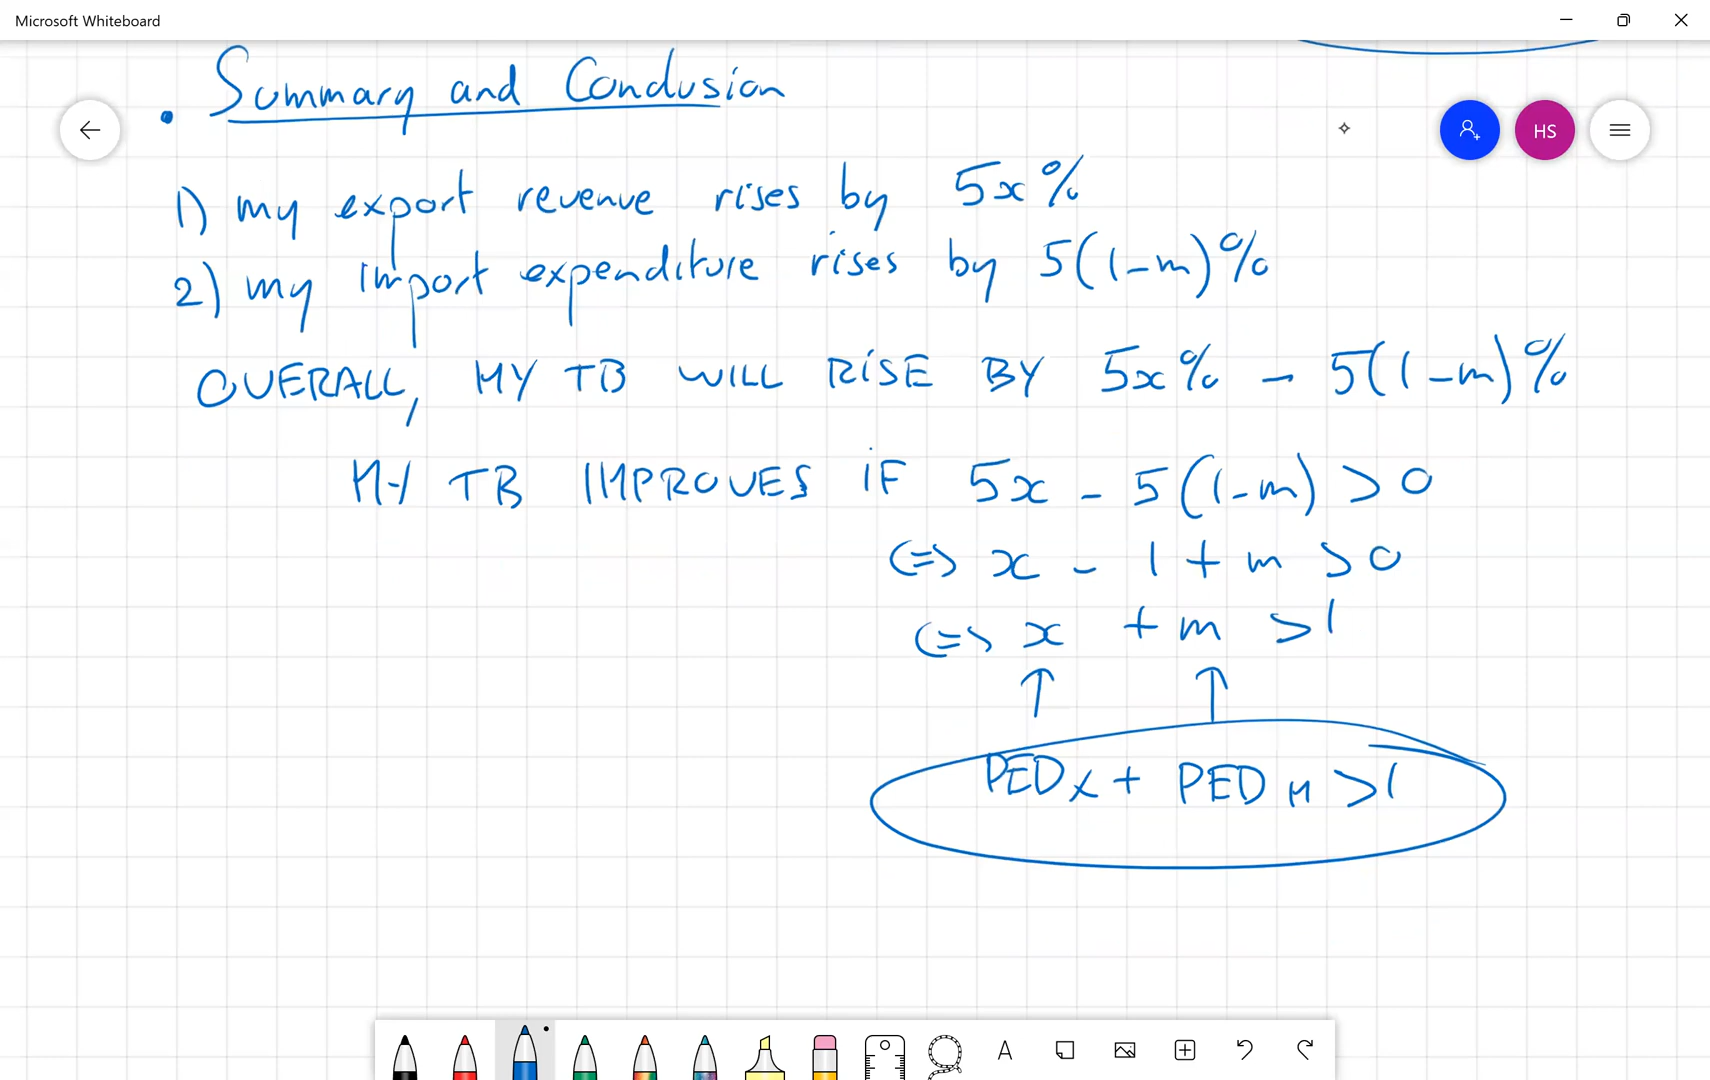 Microsoft Whiteboard
. Summary and Conclusion
HS
1) my export revenue rises by 5x%
2) my import expenditure rises by 5(1-m)%
OVERALL, MY TB WILL RISE BY 5x% - 5(1-m)%
MY TB IMPROVES IF 5x - 5(1-m) > 0
<=> x - 1 + m > 0
<=> x + m > 1
↑ ↑
PEDx + PEDM > 1
A